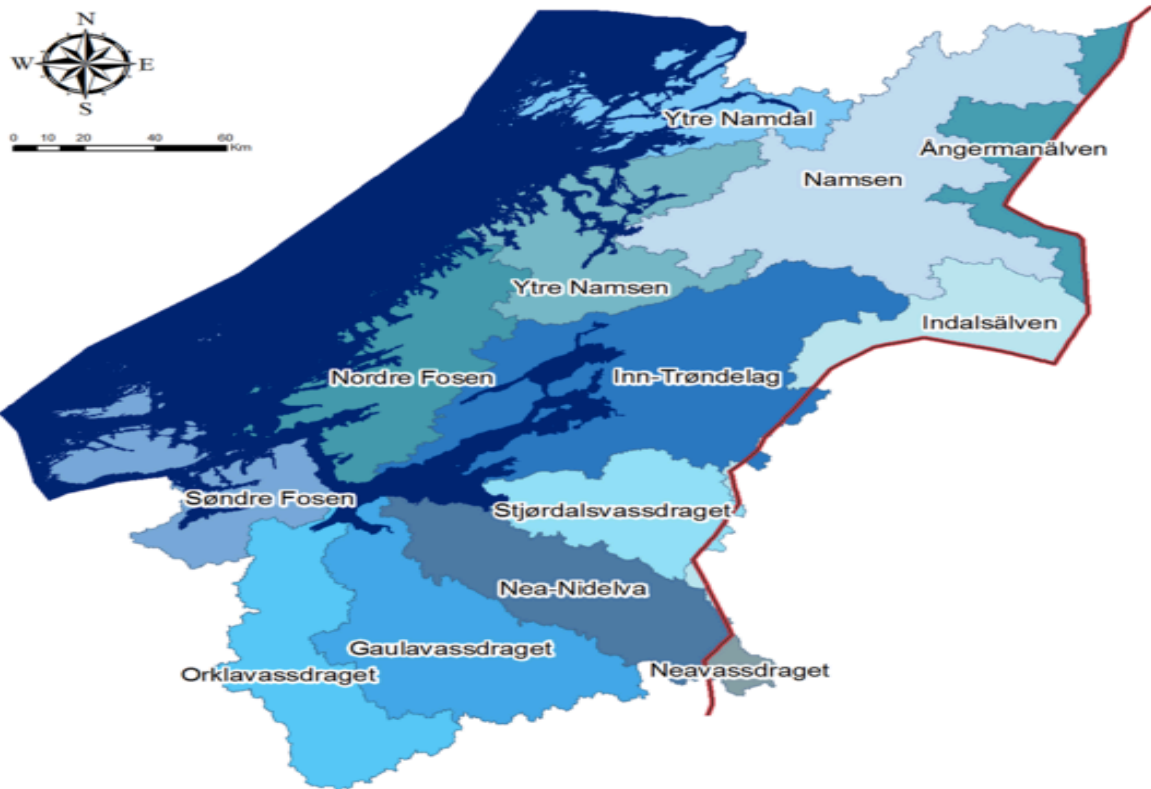 N
W E
S
0 10 20 40 60
Km
Ytre Namdal
Ångermanälven
Namsen
Ytre Namsen
Indalsälven
Nordre Fosen
Inn-Trøndelag
Søndre Fosen
Stjørdalsvassdraget
Nea-Nidelva
Gaulavassdraget
Orklavassdraget
Neavassdraget